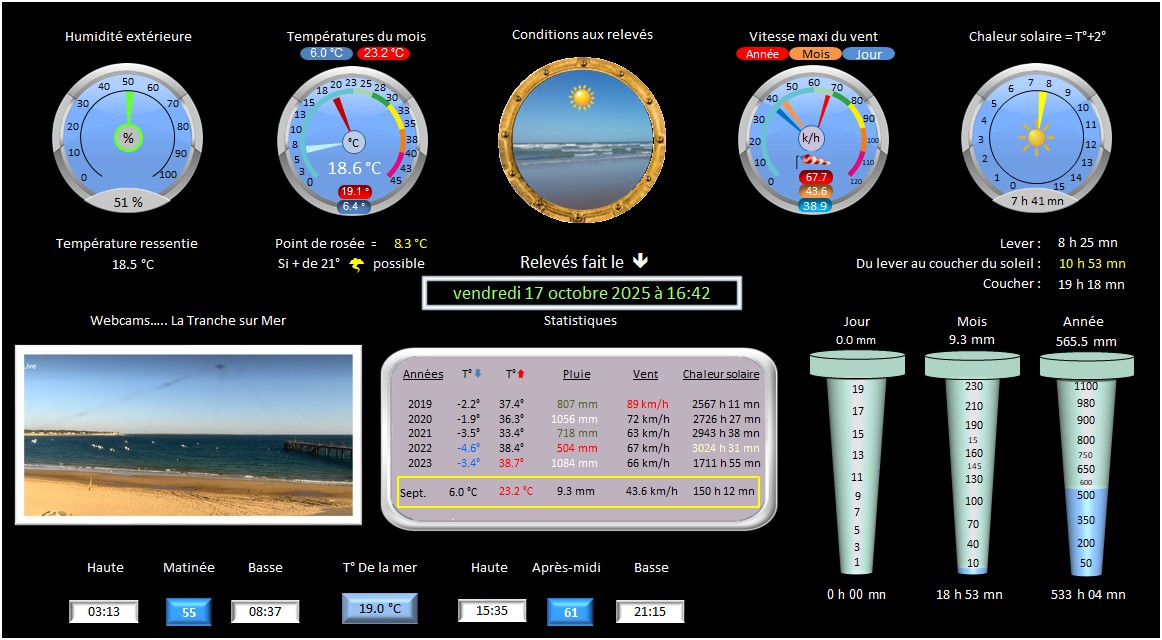 Humidité extérieure
Températures du mois
6.0 °C 23.2 °C
Conditions aux relevés
Vitesse maxi du vent
Année Mois Jour
Chaleur solaire = T°+2°
0 10 20 30 40 50 60 70 80 90 100
%
51 %
0 3 5 8 10 13 15 18 20 23 25 28 30 33 35 38 40 43 45
°C
18.6 °C
19.1 °
6.4 °
0 10 20 30 40 50 60 70 80 90 100 110 120
k/h
67.7
43.6
38.9
0 1 2 3 4 5 6 7 8 9 10 11 12 13 14 15
7 h 41 mn
Température ressentie
18.5 °C
Point de rosée = 8.3 °C
Si + de 21° possible
Relevés fait le
vendredi 17 octobre 2025 à 16:42
Lever : 8 h 25 mn
Du lever au coucher du soleil : 10 h 53 mn
Coucher : 19 h 18 mn
Webcams..... La Tranche sur Mer
Live
Statistiques
Années T° T° Pluie Vent Chaleur solaire
2019 -2.2° 37.4° 807 mm 89 km/h 2567 h 11 mn
2020 -1.9° 36.3° 1056 mm 72 km/h 2726 h 27 mn
2021 -3.5° 33.4° 718 mm 63 km/h 2943 h 38 mn
2022 -4.6° 38.4° 504 mm 67 km/h 3024 h 31 mn
2023 -3.4° 38.7° 1084 mm 66 km/h 1711 h 55 mn
Sept. 6.0 °C 23.2 °C 9.3 mm 43.6 km/h 150 h 12 mn
Jour
0.0 mm
19
17
15
13
11
9
7
5
3
1
0 h 00 mn
Mois
9.3 mm
230
210
190
15
160
145
130
100
70
40
10
18 h 53 mn
Année
565.5 mm
1100
980
900
800
750
650
600
500
350
200
50
533 h 04 mn
Haute Matinée Basse
03:13 55 08:37
T° De la mer
19.0 °C
Haute Après-midi Basse
15:35 61 21:15